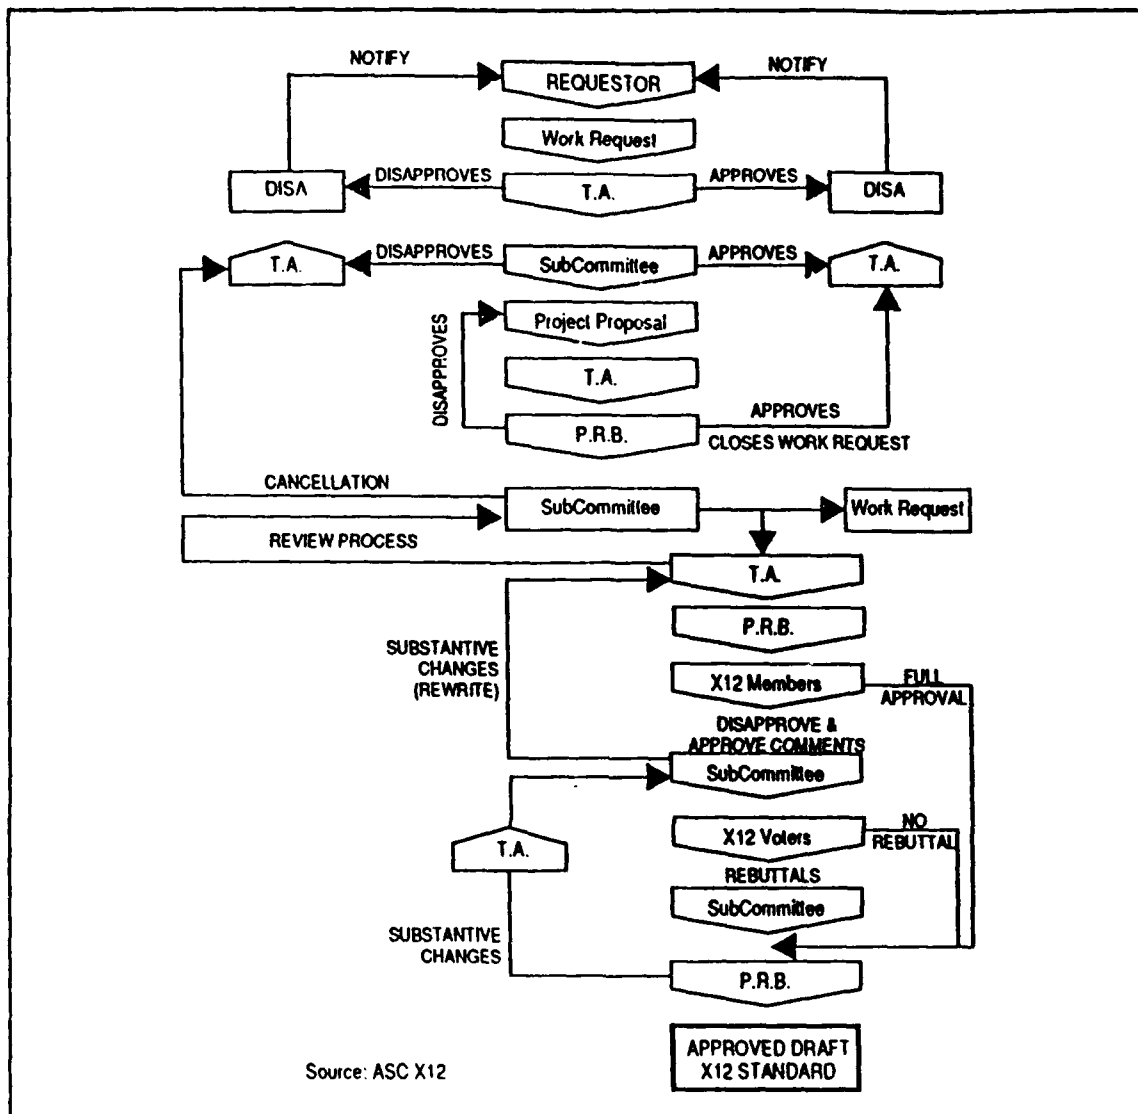 NOTIFY
NOTIFY
REQUESTOR
Work Request
DISAPPROVES
APPROVES
DISA
T.A.
DISA
DISAPPROVES
APPROVES
T.A.
SubCommittee
T.A.
Project Proposal
DISAPPROVES
T.A.
APPROVES
P.R.B.
CLOSES WORK REQUEST
CANCELLATION
SubCommittee
Work Request
REVIEW PROCESS
T.A.
P.R.B.
SUBSTANTIVE
CHANGES
(REWRITE)
X12 Members
FULL
APPROVAL
DISAPPROVE &
APPROVE COMMENTS
SubCommittee
X12 Voters
NO
REBUTTAL
T.A.
REBUTTALS
SubCommittee
SUBSTANTIVE
CHANGES
P.R.B.
APPROVED DRAFT
X12 STANDARD
Source: ASC X12